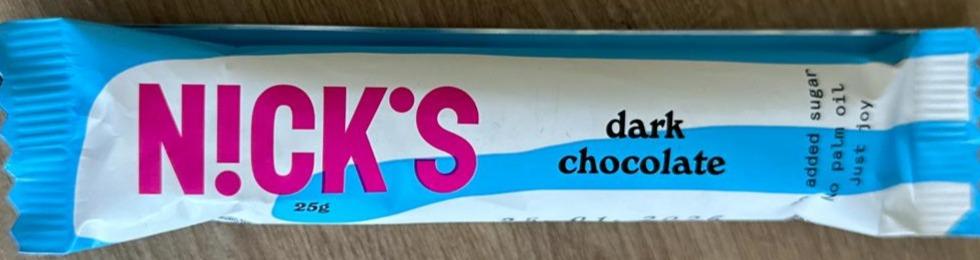 N!CK'S
25g
dark
chocolate
added sugar
No palm oil
Just joy